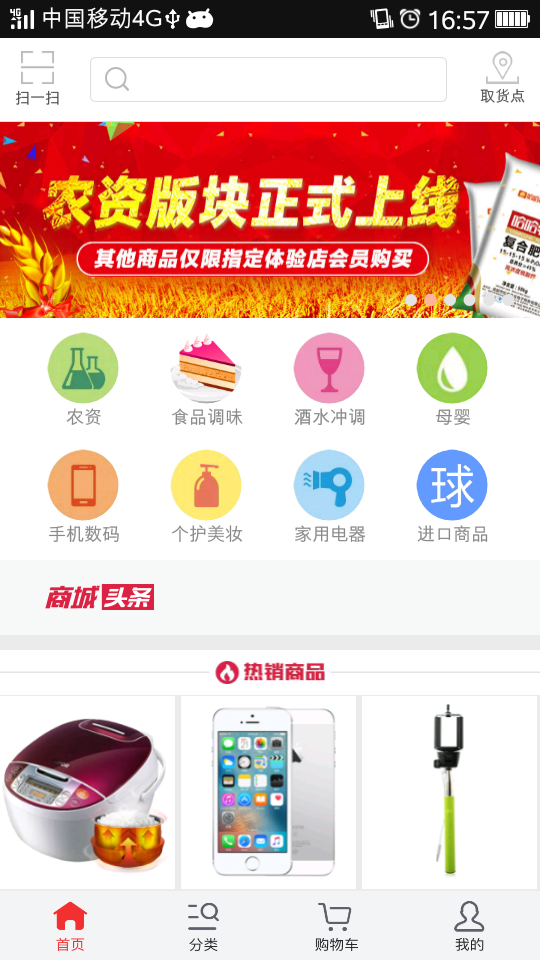 中国移动4G 16:57
扫一扫
取货点
农资版块正式上线
其他商品仅限指定体验店会员购买
复合肥
15-15-15
农资 食品调味 酒水冲调 母婴
球
手机数码 个护美妆 家用电器 进口商品
商城头条
热销商品
首页 分类 购物车 我的